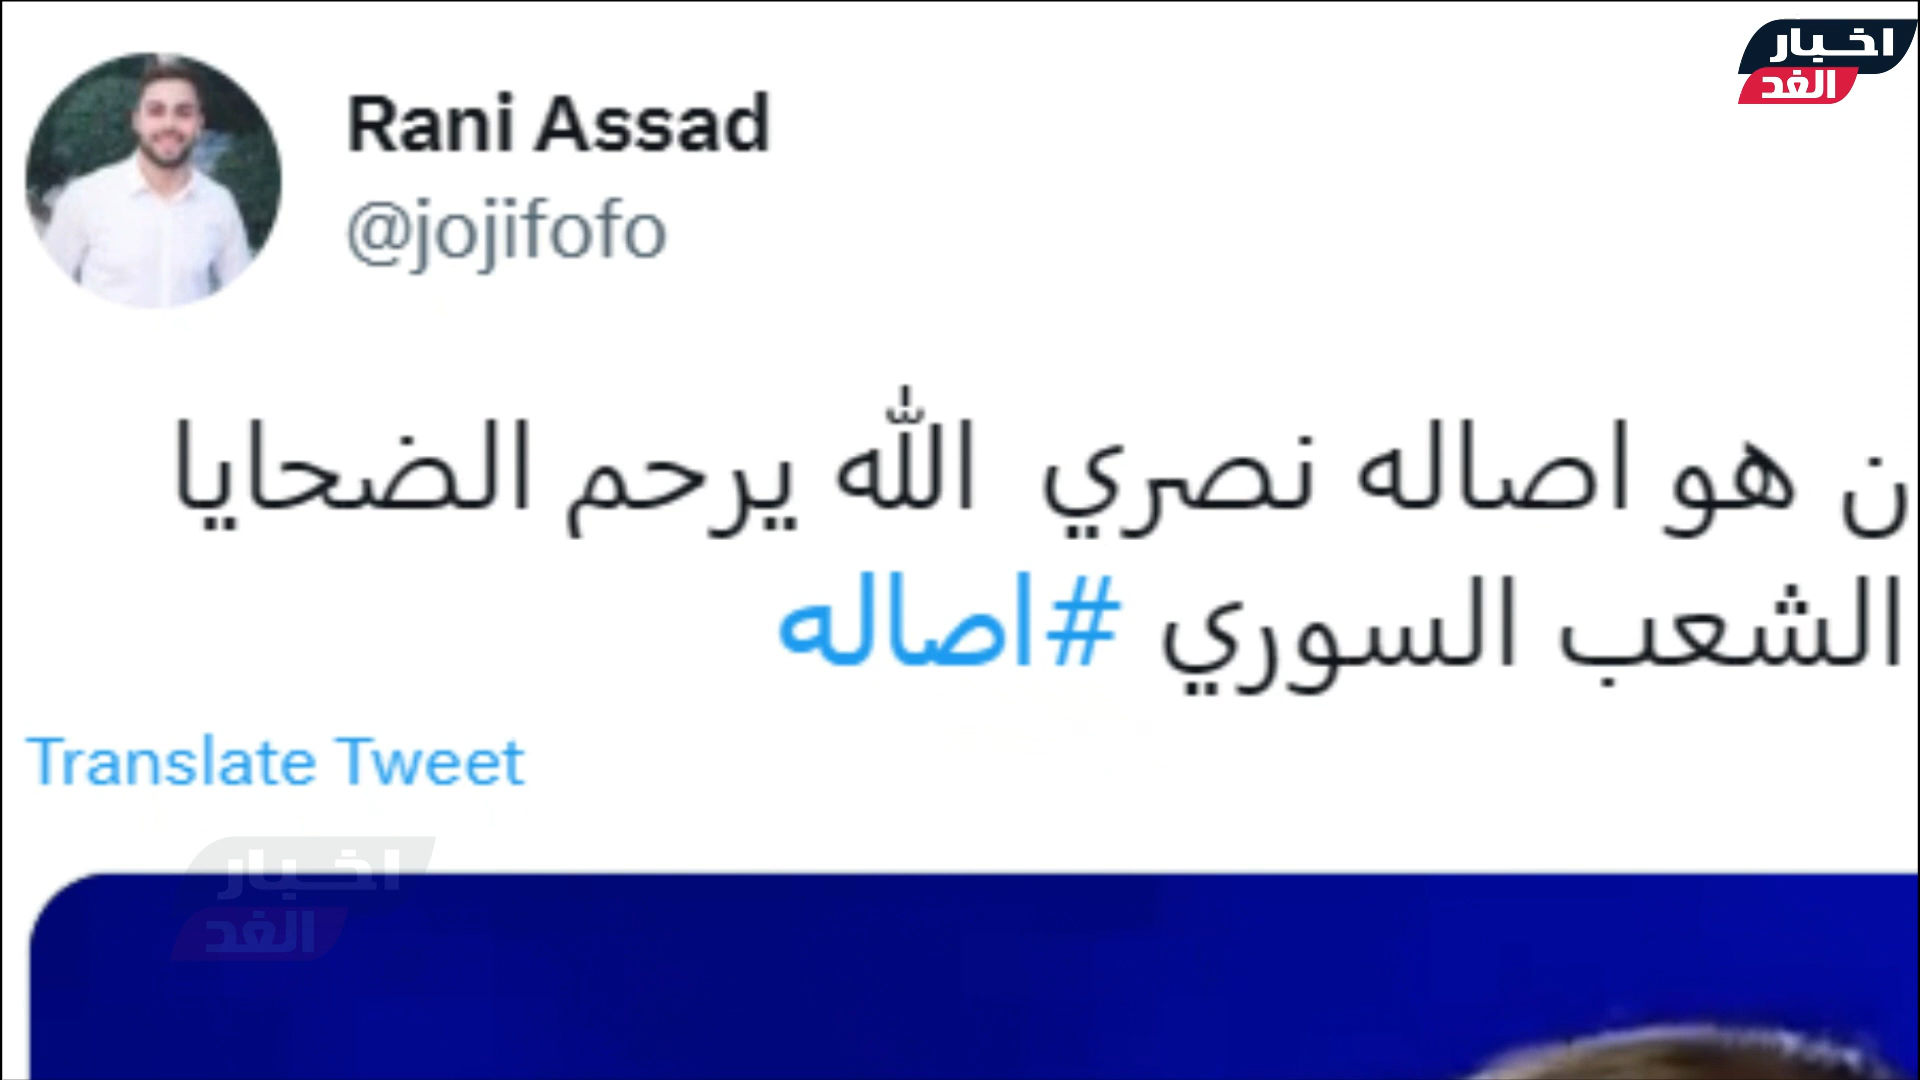 اخبار
الغد
Rani Assad
@jojifofo
ن هو اصاله نصري الله يرحم الضحايا
الشعب السوري #اصاله
Translate Tweet
اخبار
الغد